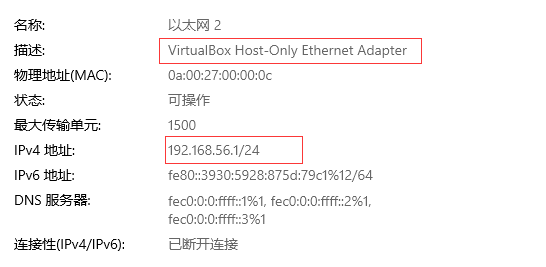 名称: 以太网 2
描述: VirtualBox Host-Only Ethernet Adapter
物理地址(MAC): 0a:00:27:00:00:0c
状态: 可操作
最大传输单元: 1500
IPv4 地址: 192.168.56.1/24
IPv6 地址: fe80::3930:5928:875d:79c1%12/64
DNS 服务器: fec0:0:0:ffff::1%1, fec0:0:0:ffff::2%1,
fec0:0:0:ffff::3%1
连接性(IPv4/IPv6): 已断开连接